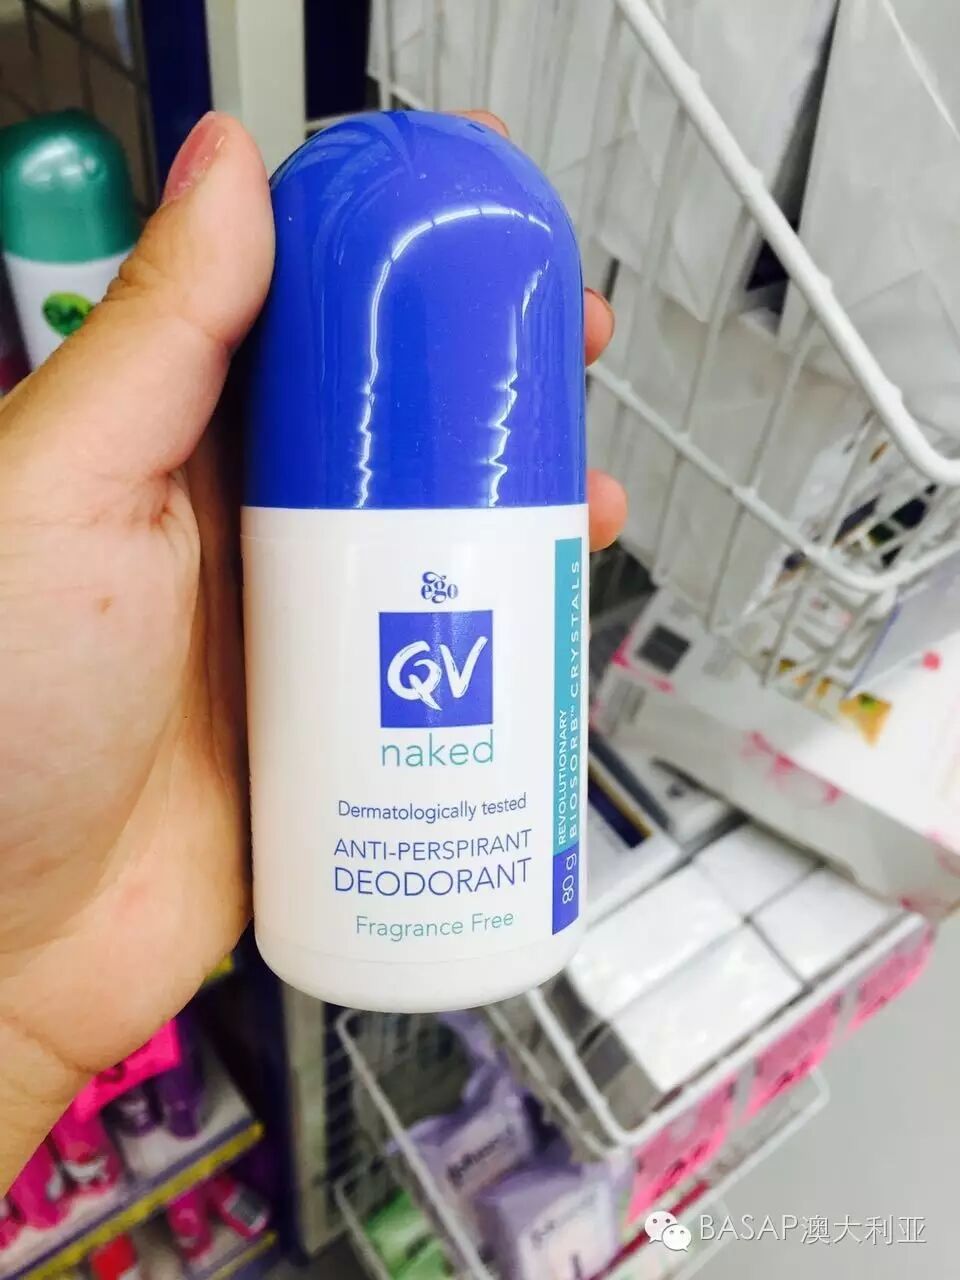 ego
QV
naked
Dermatologically tested
ANTI-PERSPIRANT
DEODORANT
Fragrance Free
80 g
REVOLUTIONARY
BIOSORB™ CRYSTALS
BASAP澳大利亚